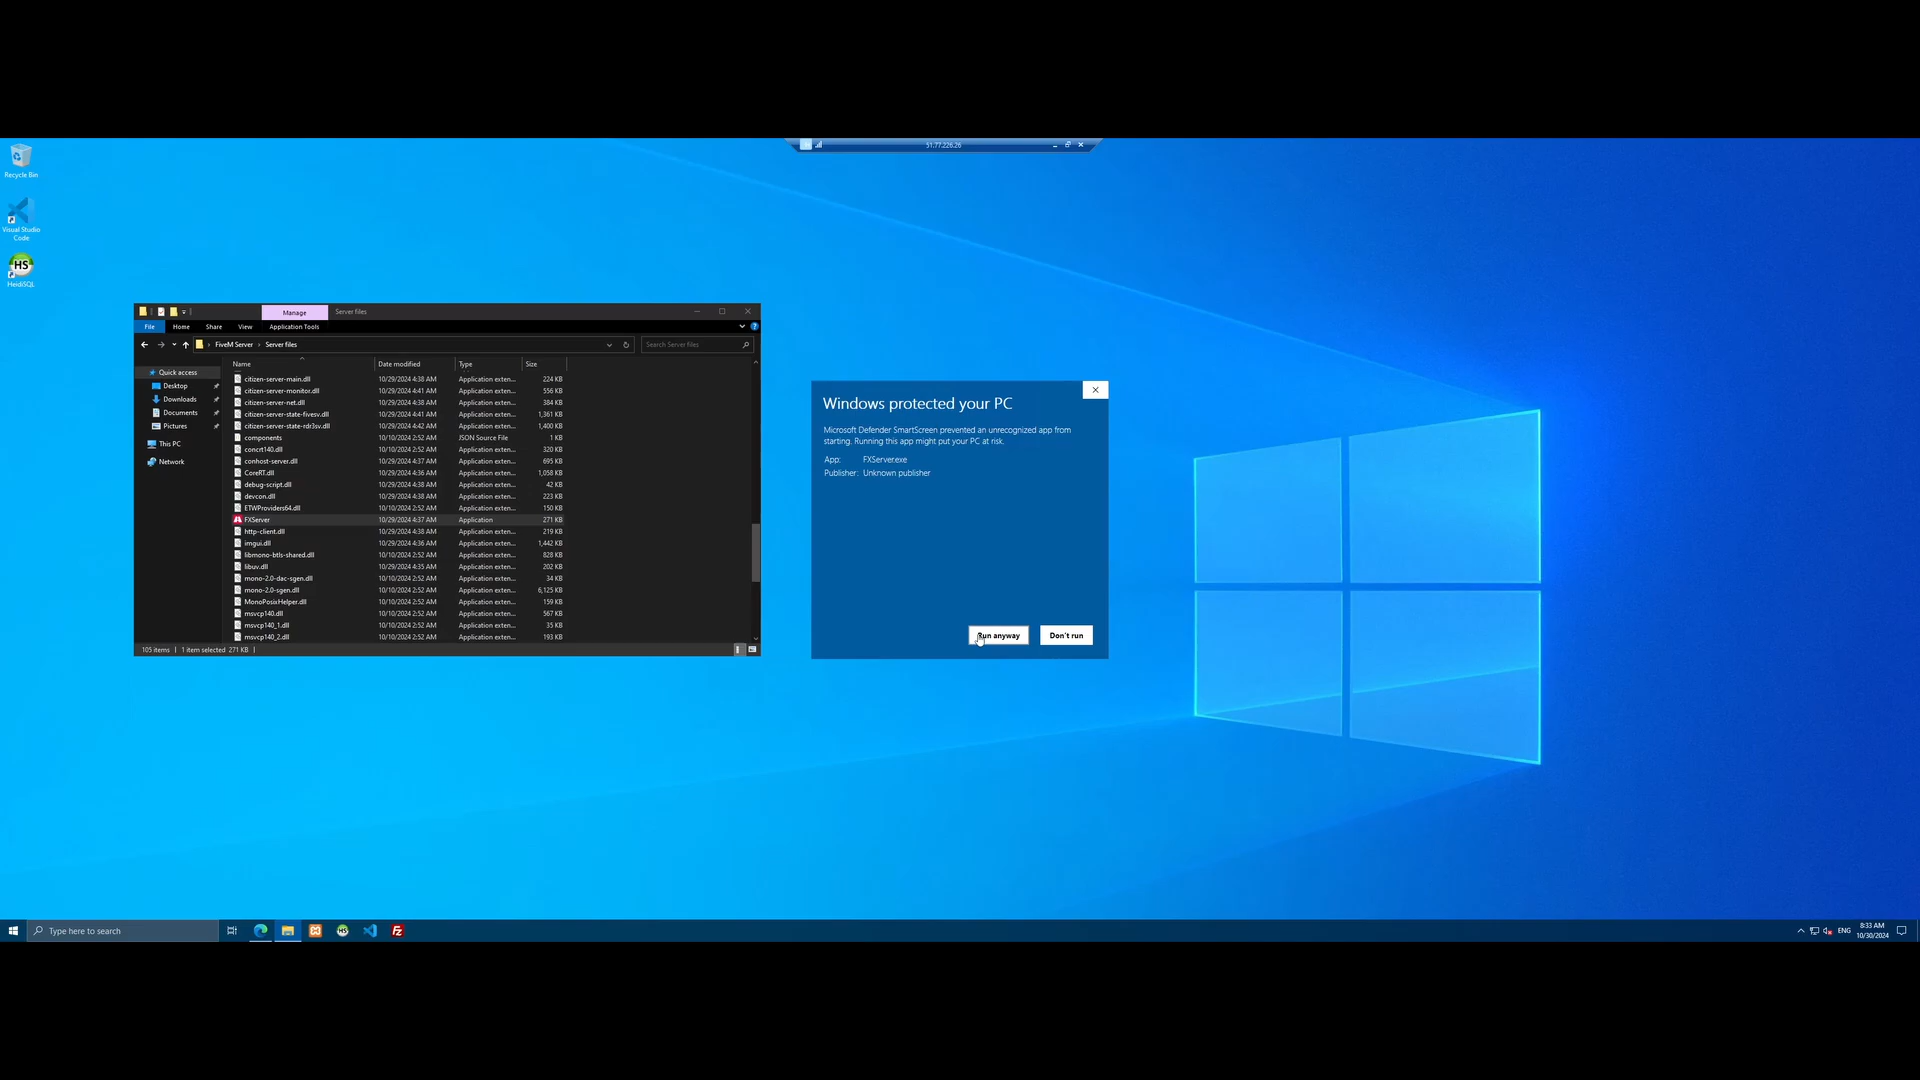 51.77.226.26
Recycle Bin
Visual Studio
Code
HS
HeidiSQL
Manage
Server files
File
Home
Share
View
Application Tools
FiveM Server
Server files
Search Server files
Quick access
Desktop
Downloads
Documents
Pictures
This PC
Network
Name Date modified Type Size
citizen-server-main.dll 10/29/2024 4:38 AM Application exten... 224 KB
citizen-server-monitor.dll 10/29/2024 4:41 AM Application exten... 556 KB
citizen-server-net.dll 10/29/2024 4:38 AM Application exten... 384 KB
citizen-server-state-fivesv.dll 10/29/2024 4:41 AM Application exten... 1,361 KB
citizen-server-state-rdr3sv.dll 10/29/2024 4:42 AM Application exten... 1,400 KB
components 10/10/2024 2:52 AM JSON Source File 1 KB
concrt140.dll 10/10/2024 2:52 AM Application exten... 320 KB
conhost-server.dll 10/29/2024 4:37 AM Application exten... 695 KB
CoreRT.dll 10/29/2024 4:36 AM Application exten... 1,058 KB
debug-script.dll 10/29/2024 4:38 AM Application exten... 42 KB
devcon.dll 10/29/2024 4:37 AM Application exten... 223 KB
ETWProviders64.dll 10/10/2024 2:52 AM Application exten... 150 KB
FXServer 10/29/2024 4:37 AM Application 271 KB
http-client.dll 10/29/2024 4:37 AM Application exten... 219 KB
imgui.dll 10/29/2024 4:36 AM Application exten... 1,442 KB
libmono-btls-shared.dll 10/10/2024 2:52 AM Application exten... 828 KB
libuv.dll 10/29/2024 4:35 AM Application exten... 202 KB
mono-2.0-dac-sgen.dll 10/10/2024 2:52 AM Application exten... 34 KB
mono-2.0-sgen.dll 10/10/2024 2:52 AM Application exten... 6,125 KB
MonoPosixHelper.dll 10/10/2024 2:52 AM Application exten... 159 KB
msvcp140.dll 10/10/2024 2:52 AM Application exten... 567 KB
msvcp140_1.dll 10/10/2024 2:52 AM Application exten... 35 KB
msvcp140_2.dll 10/10/2024 2:52 AM Application exten... 193 KB
105 items 1 item selected 271 KB
Windows protected your PC
Microsoft Defender SmartScreen prevented an unrecognized app from
starting. Running this app might put your PC at risk.
App: FXServer.exe
Publisher: Unknown publisher
Run anyway
Don't run
Type here to search
HS
ENG
8:33 AM
10/30/2024